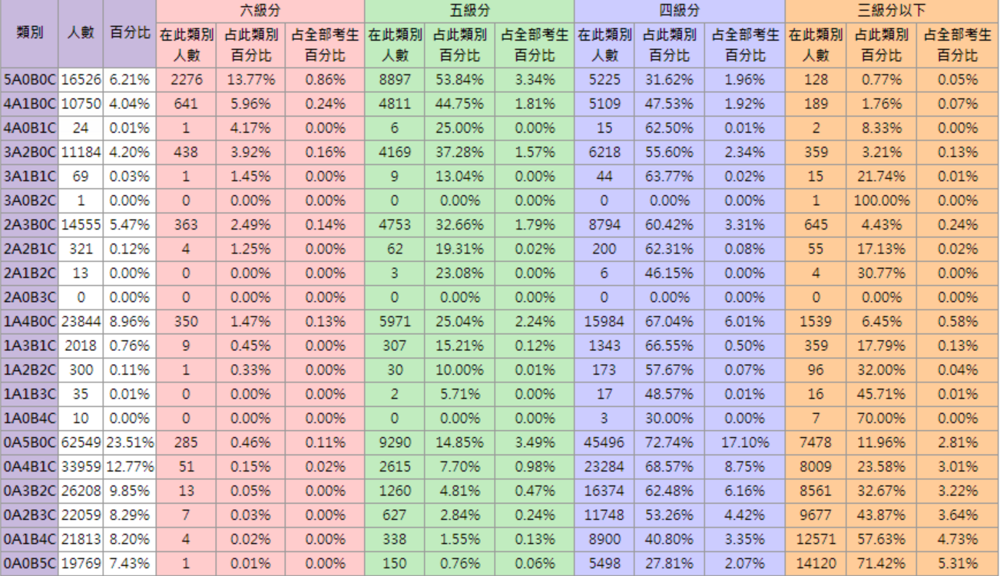 類別 人數 百分比 六級分 五級分 四級分 三級分以下
在此類別人數 占此類別百分比 占全部考生百分比 在此類別人數 占此類別百分比 占全部考生百分比 在此類別人數 占此類別百分比 占全部考生百分比 在此類別人數 占此類別百分比 占全部考生百分比
5A0B0C 16526 6.21% 2276 13.77% 0.86% 8897 53.84% 3.34% 5225 31.62% 1.96% 128 0.77% 0.05%
4A1B0C 10750 4.04% 641 5.96% 0.24% 4811 44.75% 1.81% 5109 47.53% 1.92% 189 1.76% 0.07%
4A0B1C 24 0.01% 1 4.17% 0.00% 6 25.00% 0.00% 15 62.50% 0.01% 2 8.33% 0.00%
3A2B0C 11184 4.20% 438 3.92% 0.16% 4169 37.28% 1.57% 6218 55.60% 2.34% 359 3.21% 0.13%
3A1B1C 69 0.03% 1 1.45% 0.00% 9 13.04% 0.00% 44 63.77% 0.02% 15 21.74% 0.01%
3A0B2C 1 0.00% 0 0.00% 0.00% 0 0.00% 0.00% 0 0.00% 0.00% 1 100.00% 0.00%
2A3B0C 14555 5.47% 363 2.49% 0.14% 4753 32.66% 1.79% 8794 60.42% 3.31% 645 4.43% 0.24%
2A2B1C 321 0.12% 4 1.25% 0.00% 62 19.31% 0.02% 200 62.31% 0.08% 55 17.13% 0.02%
2A1B2C 13 0.00% 0 0.00% 0.00% 3 23.08% 0.00% 6 46.15% 0.00% 4 30.77% 0.00%
2A0B3C 0 0.00% 0 0.00% 0.00% 0 0.00% 0.00% 0 0.00% 0.00% 0 0.00% 0.00%
1A4B0C 23844 8.96% 350 1.47% 0.13% 5971 25.04% 2.24% 15984 67.04% 6.01% 1539 6.45% 0.58%
1A3B1C 2018 0.76% 9 0.45% 0.00% 307 15.21% 0.12% 1343 66.55% 0.50% 359 17.79% 0.13%
1A2B2C 300 0.11% 1 0.33% 0.00% 30 10.00% 0.01% 173 57.67% 0.07% 96 32.00% 0.04%
1A1B3C 35 0.01% 0 0.00% 0.00% 2 5.71% 0.00% 17 48.57% 0.01% 16 45.71% 0.01%
1A0B4C 10 0.00% 0 0.00% 0.00% 0 0.00% 0.00% 3 30.00% 0.00% 7 70.00% 0.00%
0A5B0C 62549 23.51% 285 0.46% 0.11% 9290 14.85% 3.49% 45496 72.74% 17.10% 7478 11.96% 2.81%
0A4B1C 33959 12.77% 51 0.15% 0.02% 2615 7.70% 0.98% 23284 68.57% 8.75% 8009 23.58% 3.01%
0A3B2C 26208 9.85% 13 0.05% 0.00% 1260 4.81% 0.47% 16374 62.48% 6.16% 8561 32.67% 3.22%
0A2B3C 22059 8.29% 7 0.03% 0.00% 627 2.84% 0.24% 11748 53.26% 4.42% 9677 43.87% 3.64%
0A1B4C 21813 8.20% 4 0.02% 0.00% 338 1.55% 0.13% 8900 40.80% 3.35% 12571 57.63% 4.73%
0A0B5C 19769 7.43% 1 0.01% 0.00% 150 0.76% 0.06% 5498 27.81% 2.07% 14120 71.42% 5.31%